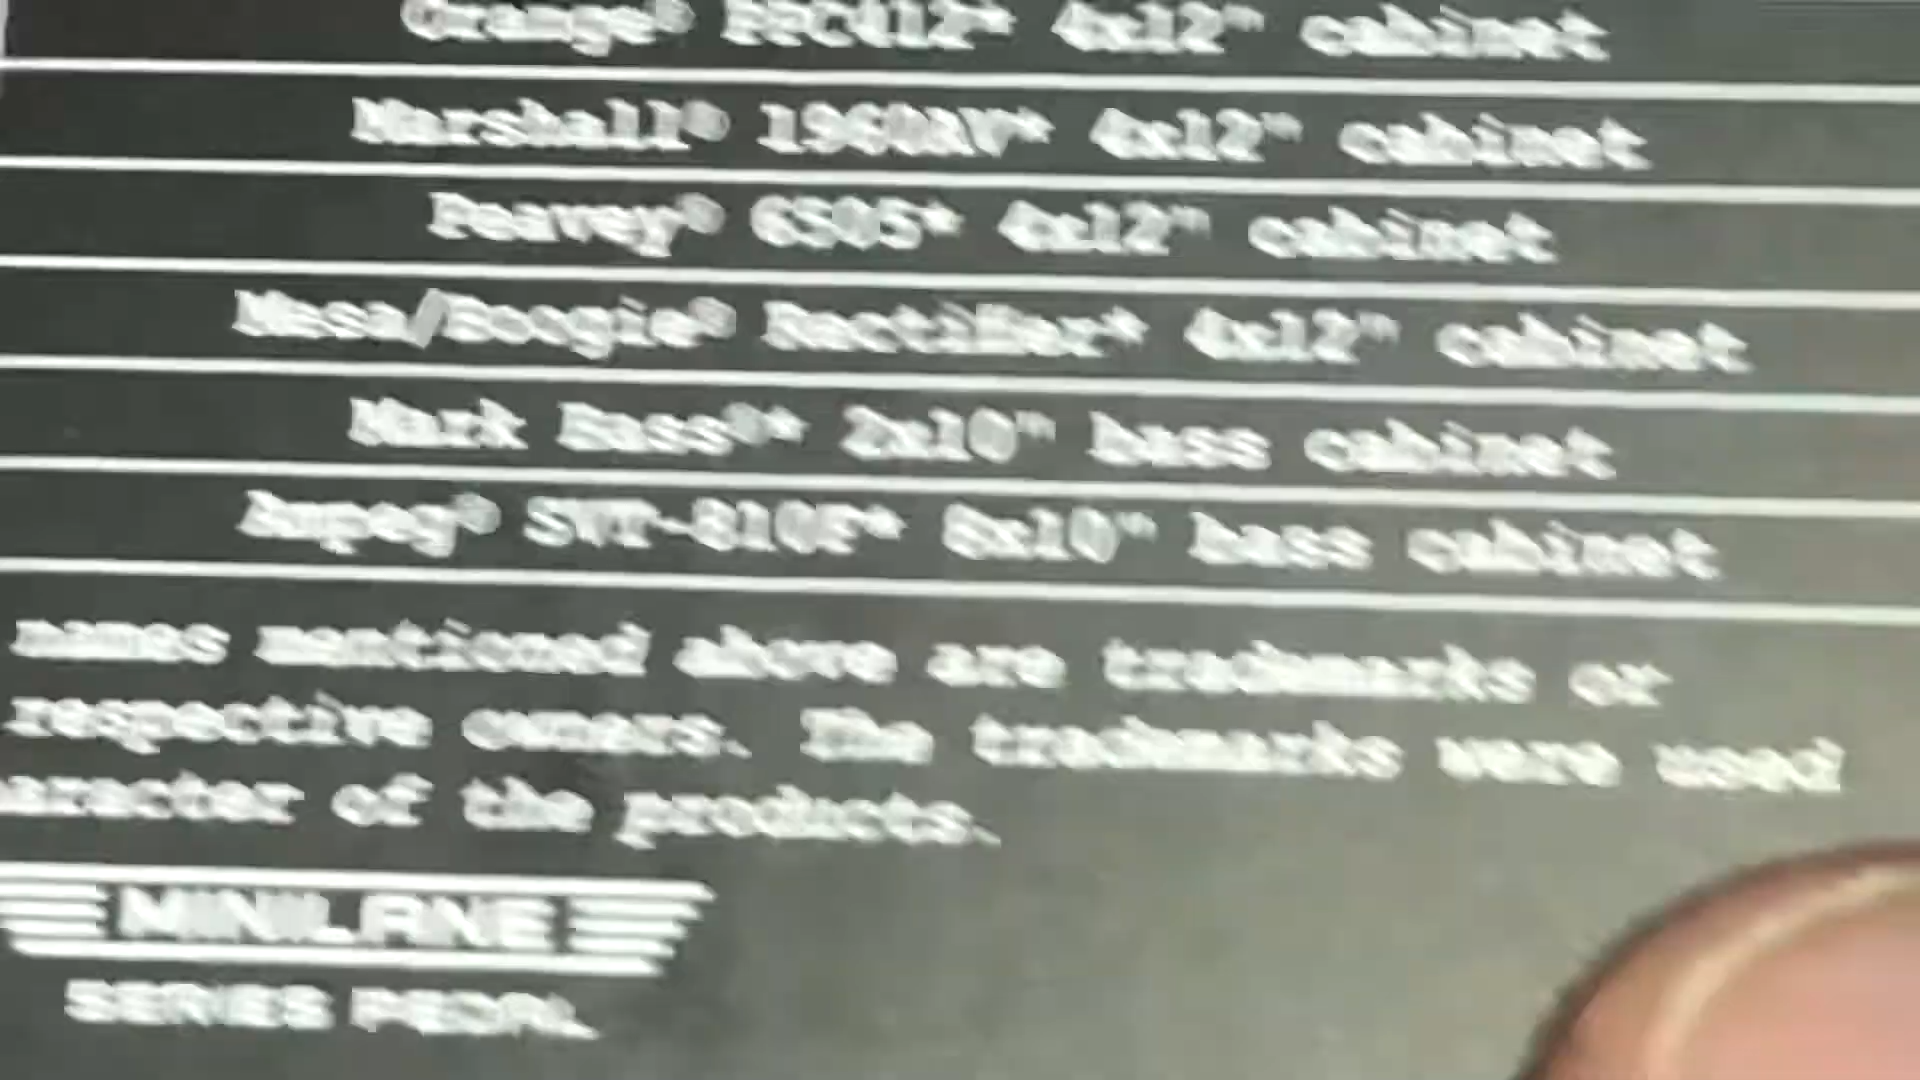 Orange® PPC412* 4x12" cabinet
Marshall® 1960AV* 4x12" cabinet
Peavey® 6505* 4x12" cabinet
Mesa/Boogie® Rectifier* 4x12" cabinet
Mark Bass®* 2x10" bass cabinet
Ampeg® SVT-810E* 8x10" bass cabinet
names mentioned above are trademarks or
respective owners. The trademarks were used
aracter of the products.
MINILANE
SERIES PEDAL